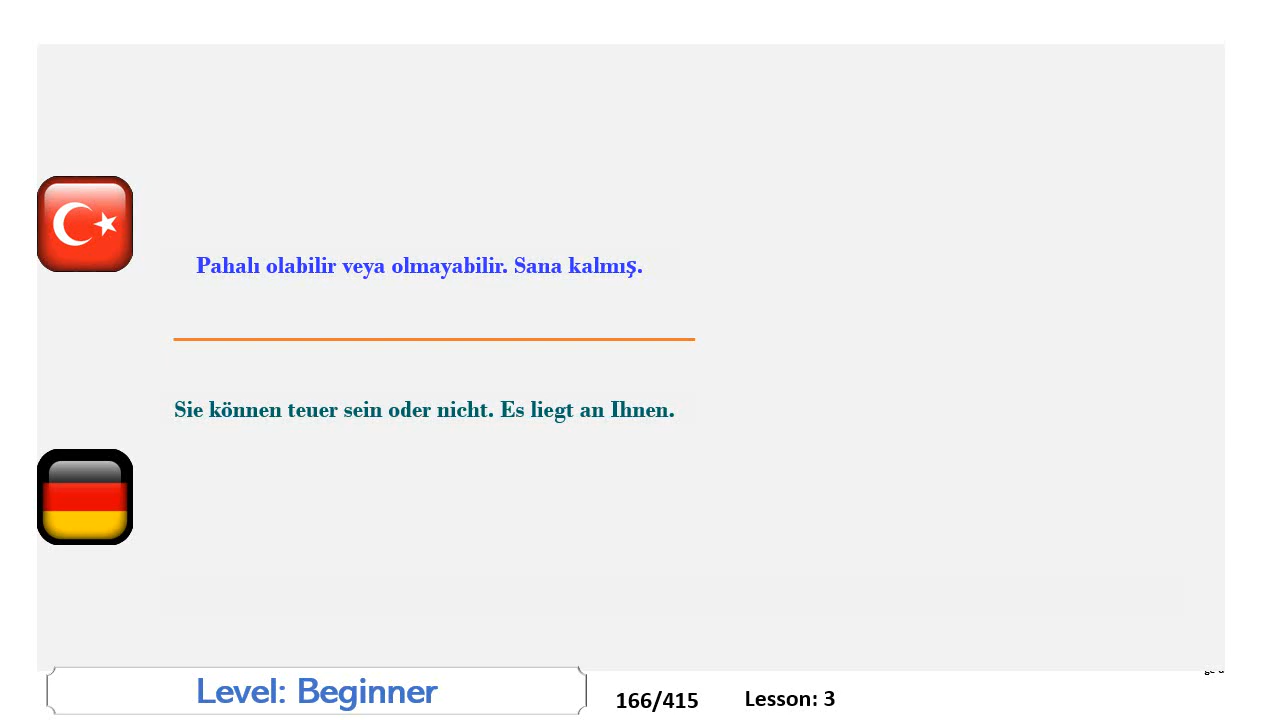 Pahalı olabilir veya olmayabilir. Sana kalmış.
Sie können teuer sein oder nicht. Es liegt an Ihnen.
Level: Beginner
166/415
Lesson: 3